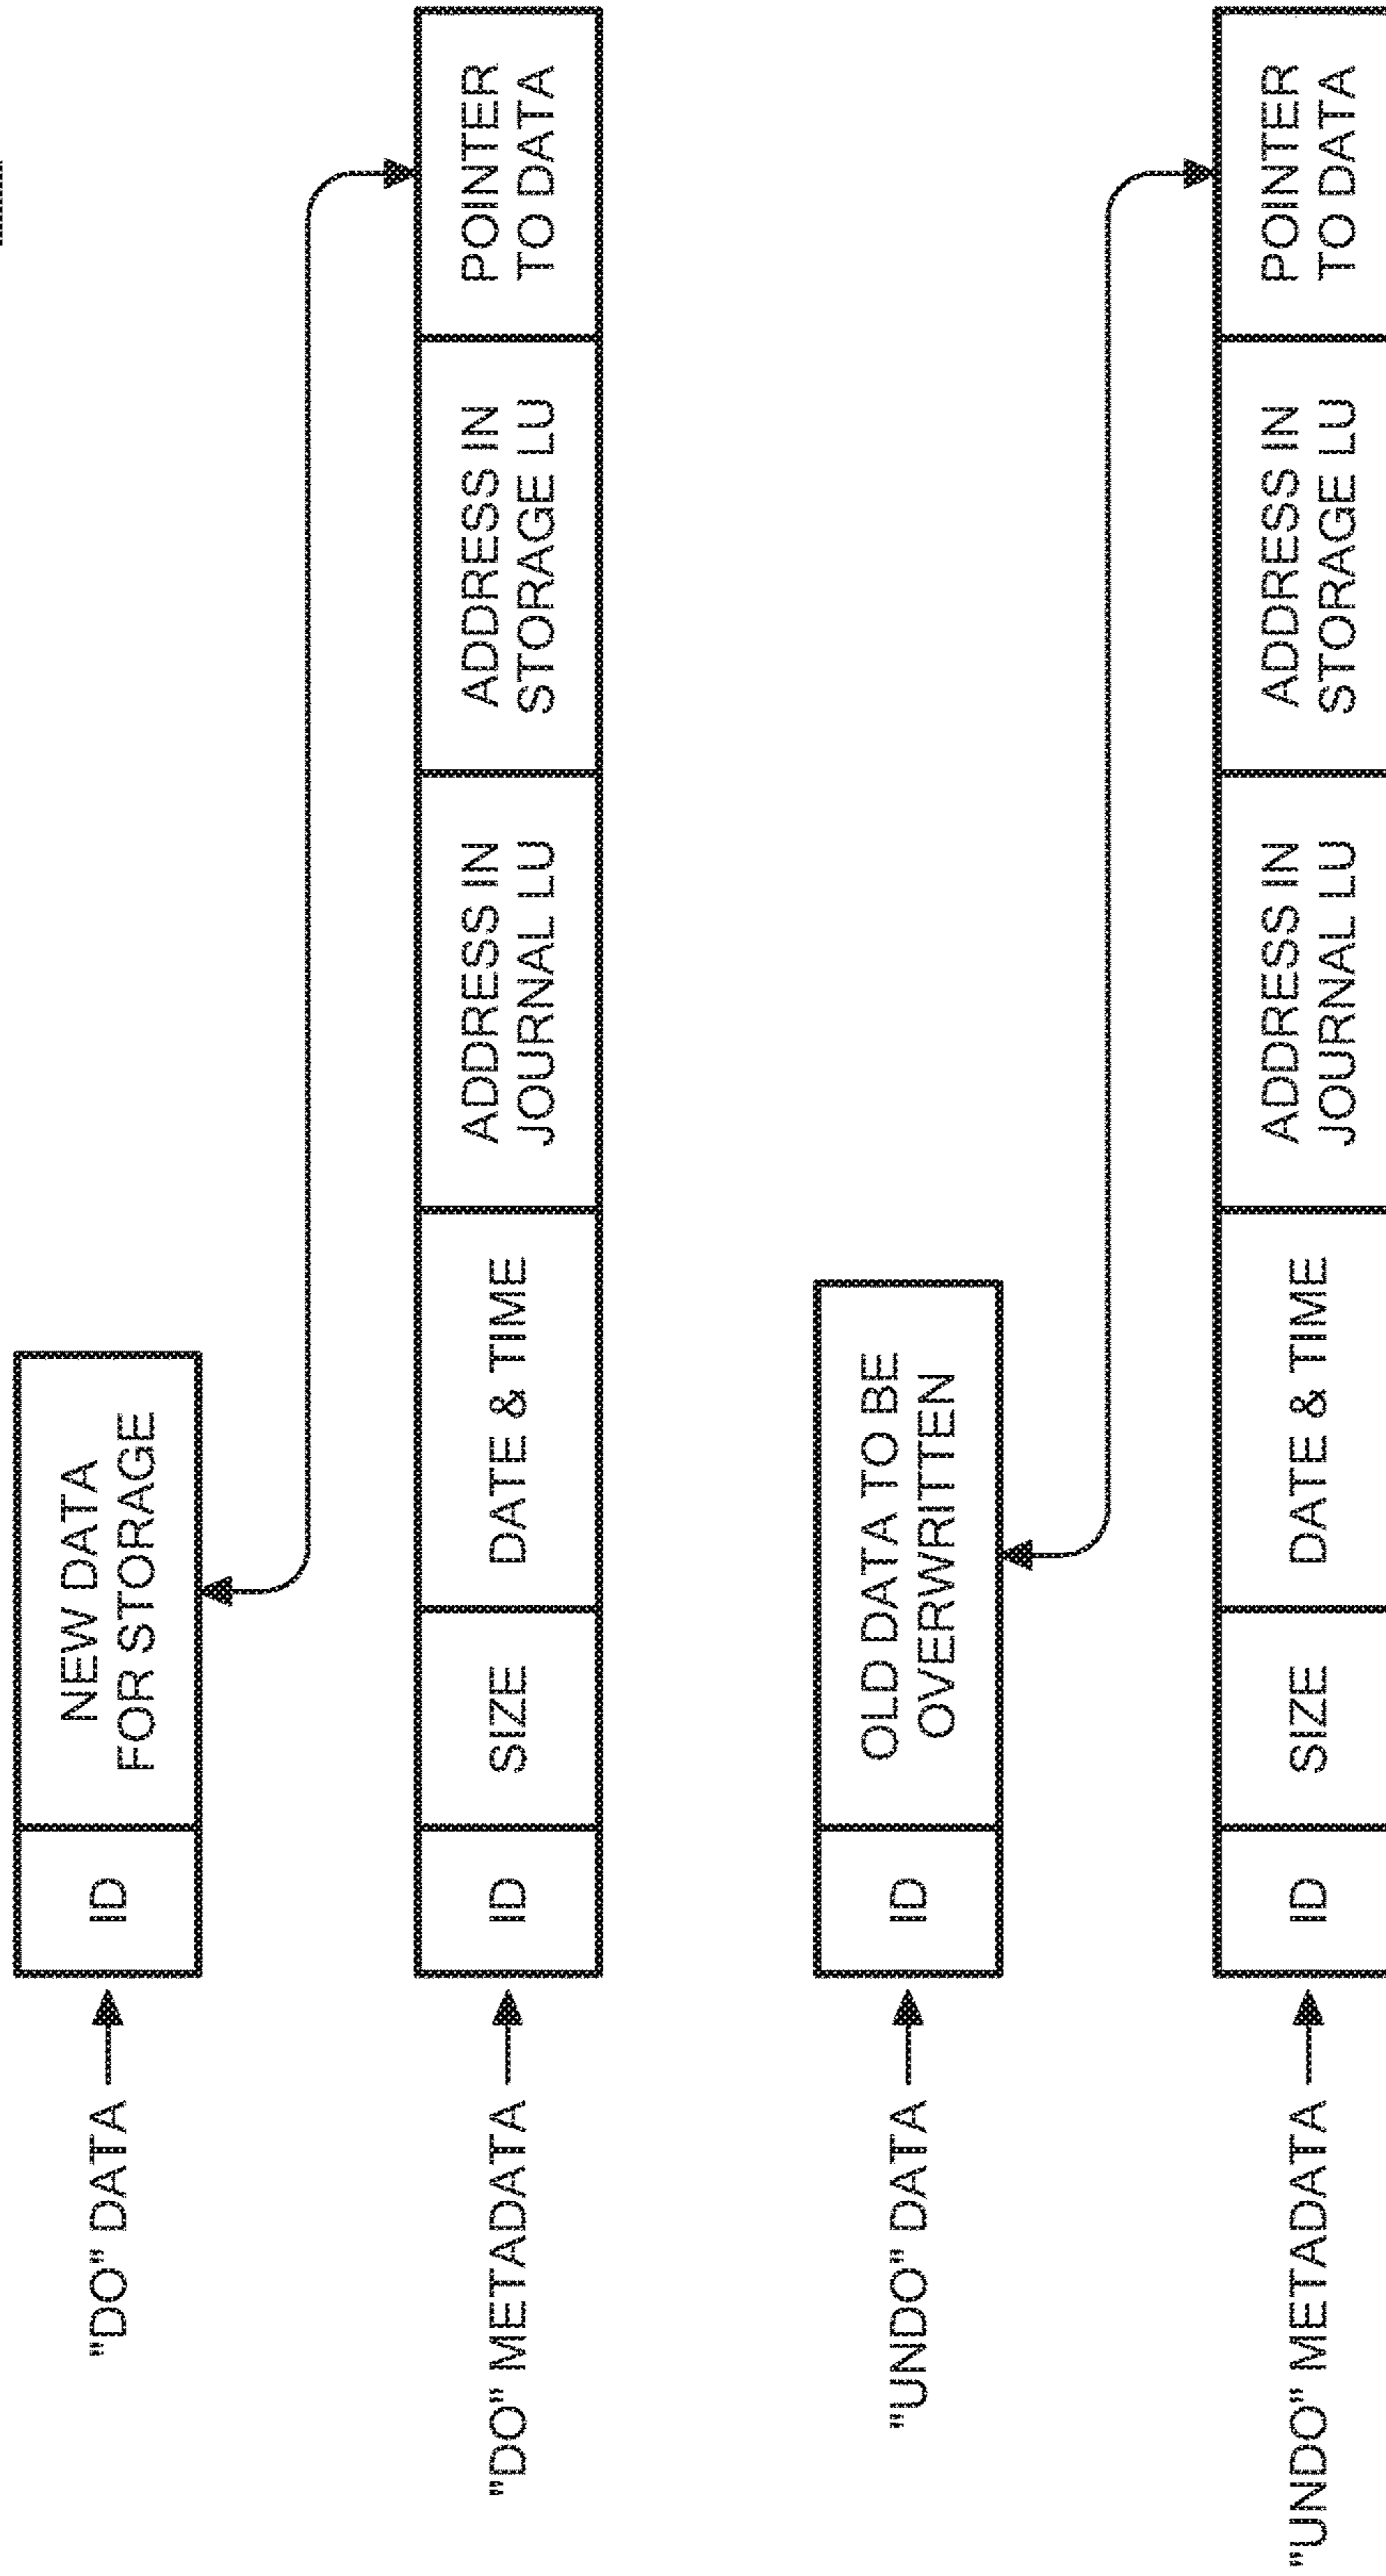 "DO" DATA
ID
NEW DATA
FOR STORAGE
"DO" METADATA
ID
SIZE
DATE & TIME
ADDRESS IN
JOURNAL LU
ADDRESS IN
STORAGE LU
POINTER
TO DATA
"UNDO" DATA
ID
OLD DATA TO BE
OVERWRITTEN
"UNDO" METADATA
ID
SIZE
DATE & TIME
ADDRESS IN
JOURNAL LU
ADDRESS IN
STORAGE LU
POINTER
TO DATA